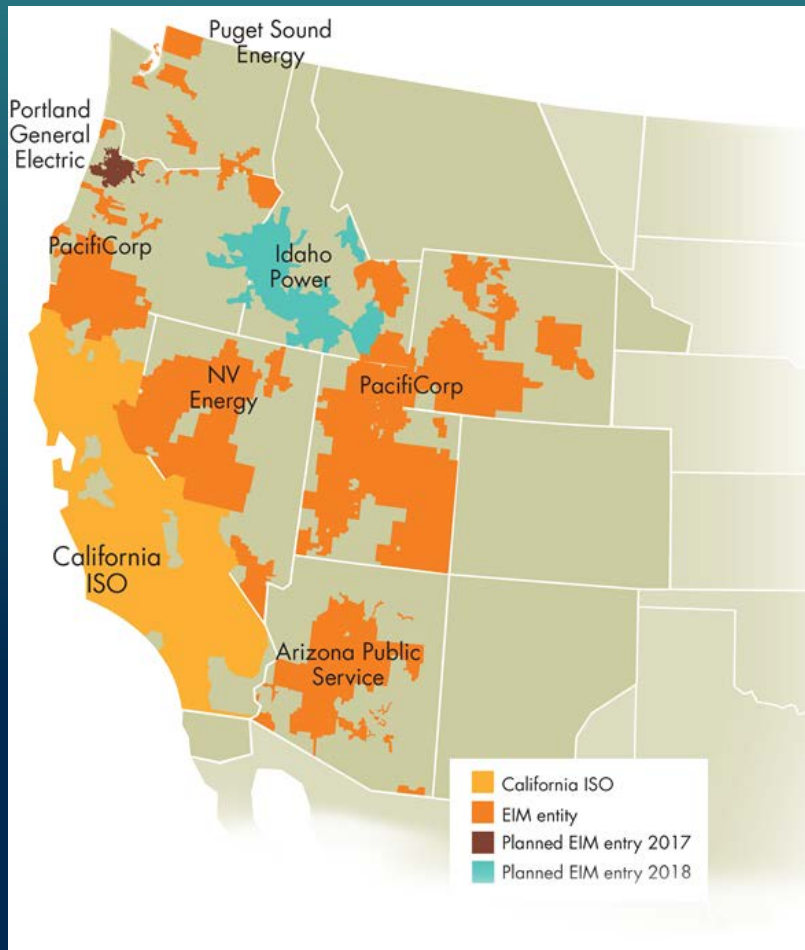 Puget Sound
Energy
Portland
General
Electric
PacifiCorp
Idaho
Power
NV
Energy
PacifiCorp
California
ISO
Arizona Public
Service
California ISO
EIM entity
Planned EIM entry 2017
Planned EIM entry 2018